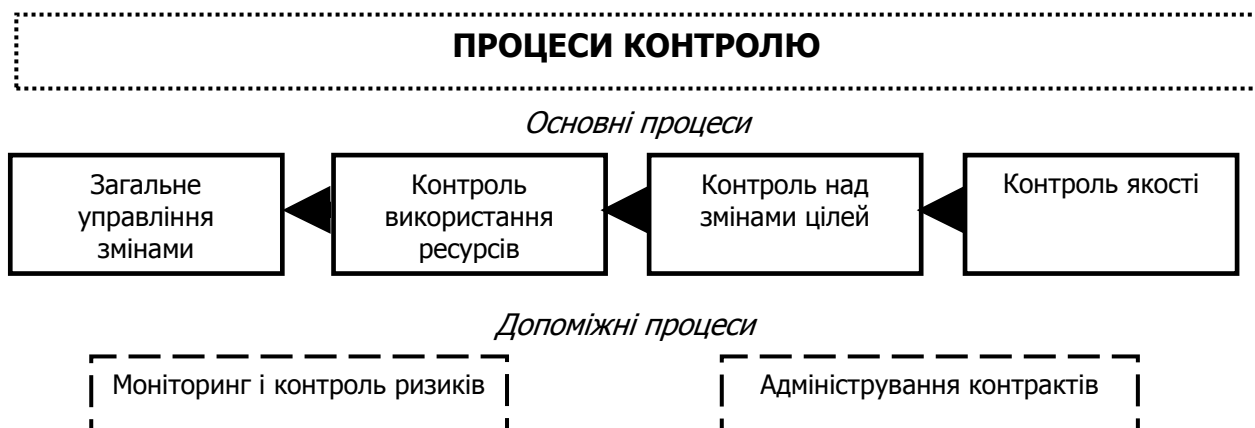 ПРОЦЕСИ КОНТРОЛЮ
Основні процеси
Загальне
управління
змінами
Контроль
використання
ресурсів
Контроль над
змінами цілей
Контроль якості
Допоміжні процеси
Моніторинг і контроль ризиків
Адміністрування контрактів